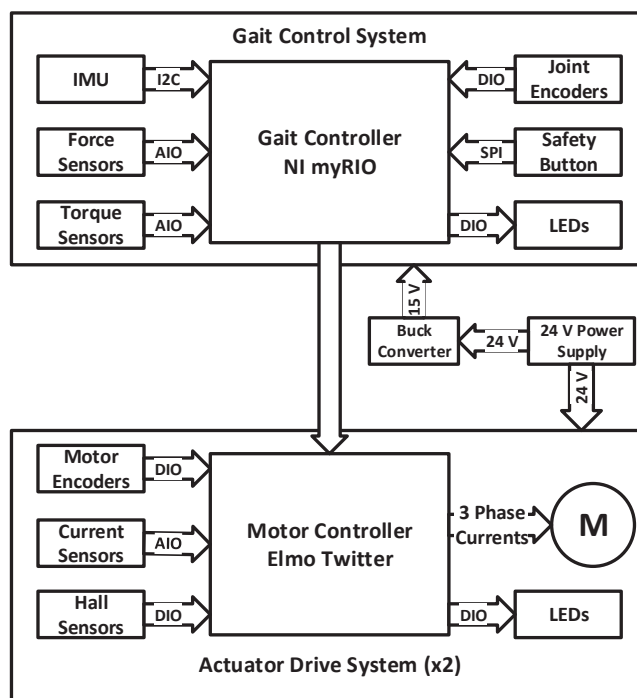 Gait Control System
IMU
I2C
Force
Sensors
AIO
Torque
Sensors
AIO
Gait Controller
NI myRIO
DIO
Joint
Encoders
SPI
Safety
Button
DIO
LEDs
15 V
Buck
Converter
24 V
24 V Power
Supply
24 V
Motor
Encoders
DIO
Current
Sensors
AIO
Hall
Sensors
DIO
Motor Controller
Elmo Twitter
3 Phase
Currents
M
DIO
LEDs
Actuator Drive System (x2)